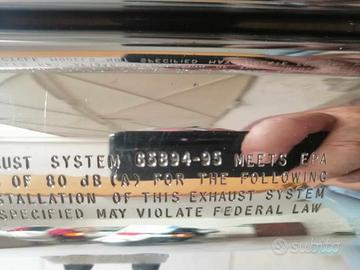 SPECIFIED MAY
UST SYSTEM 65894-95 MEETS EPA
OF 80 dB(A) FOR THE FOLLOWING
STALLATION OF THIS EXHAUST SYSTEM
SPECIFIED MAY VIOLATE FEDERAL LAW
subito